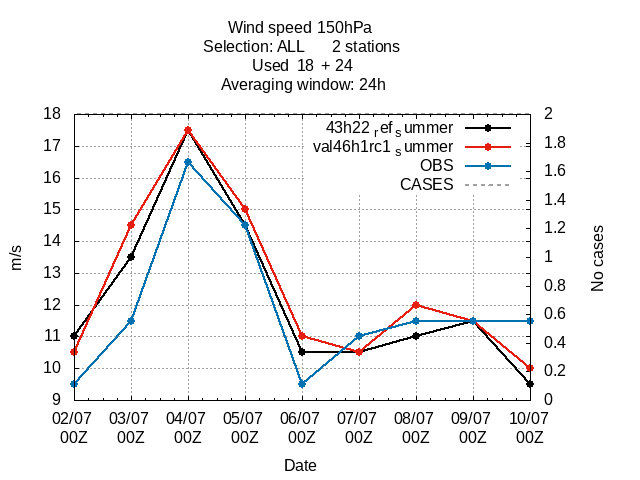 Wind speed 150hPa
Selection: ALL 2 stations
Used 18 + 24
Averaging window: 24h
18 2
17 1.8
16 1.6
15 1.4
14 1.2
13 1
12 0.8
11 0.6
10 0.4
9 0.2
0
43h22 refsummer
val46h1rc1 summer
OBS
CASES
m/s
No cases
02/07 03/07 04/07 05/07 06/07 07/07 08/07 09/07 10/07
00Z 00Z 00Z 00Z 00Z 00Z 00Z 00Z 00Z
Date